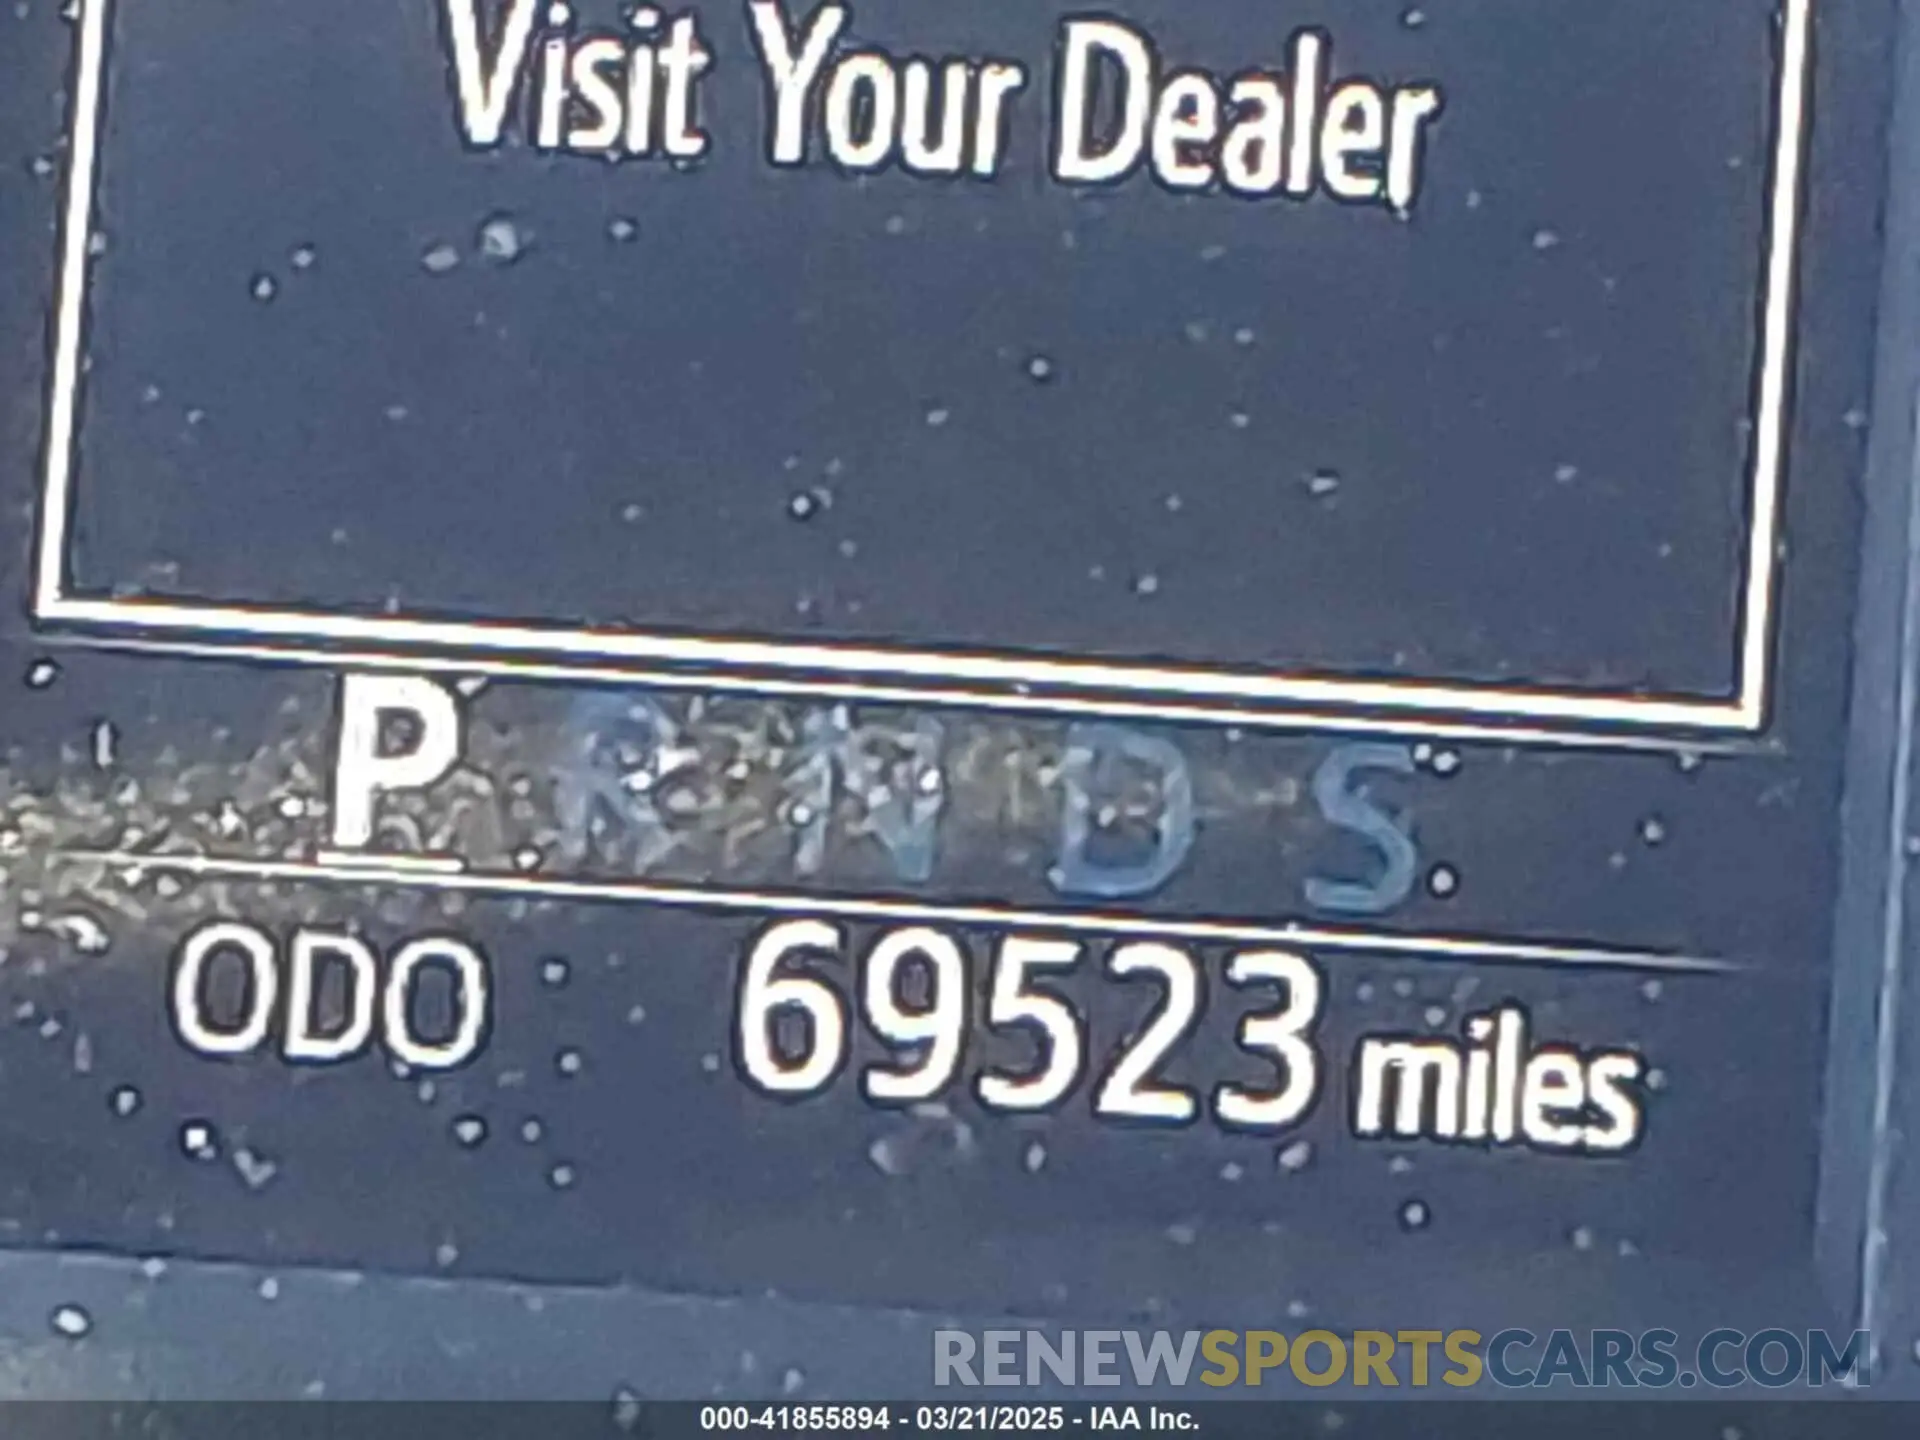 Visit Your Dealer
P R N D S
ODO 69523 miles
RENEWSPORTSCARS.COM
000-41855894 - 03/21/2025 - IAA Inc.